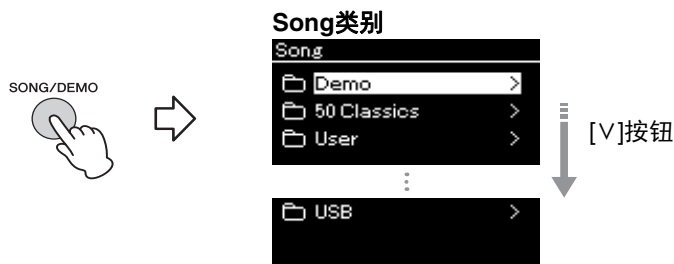 Song类别
SONG/DEMO
Song
Demo >
50 Classics >
User >
[∨]按钮
USB >